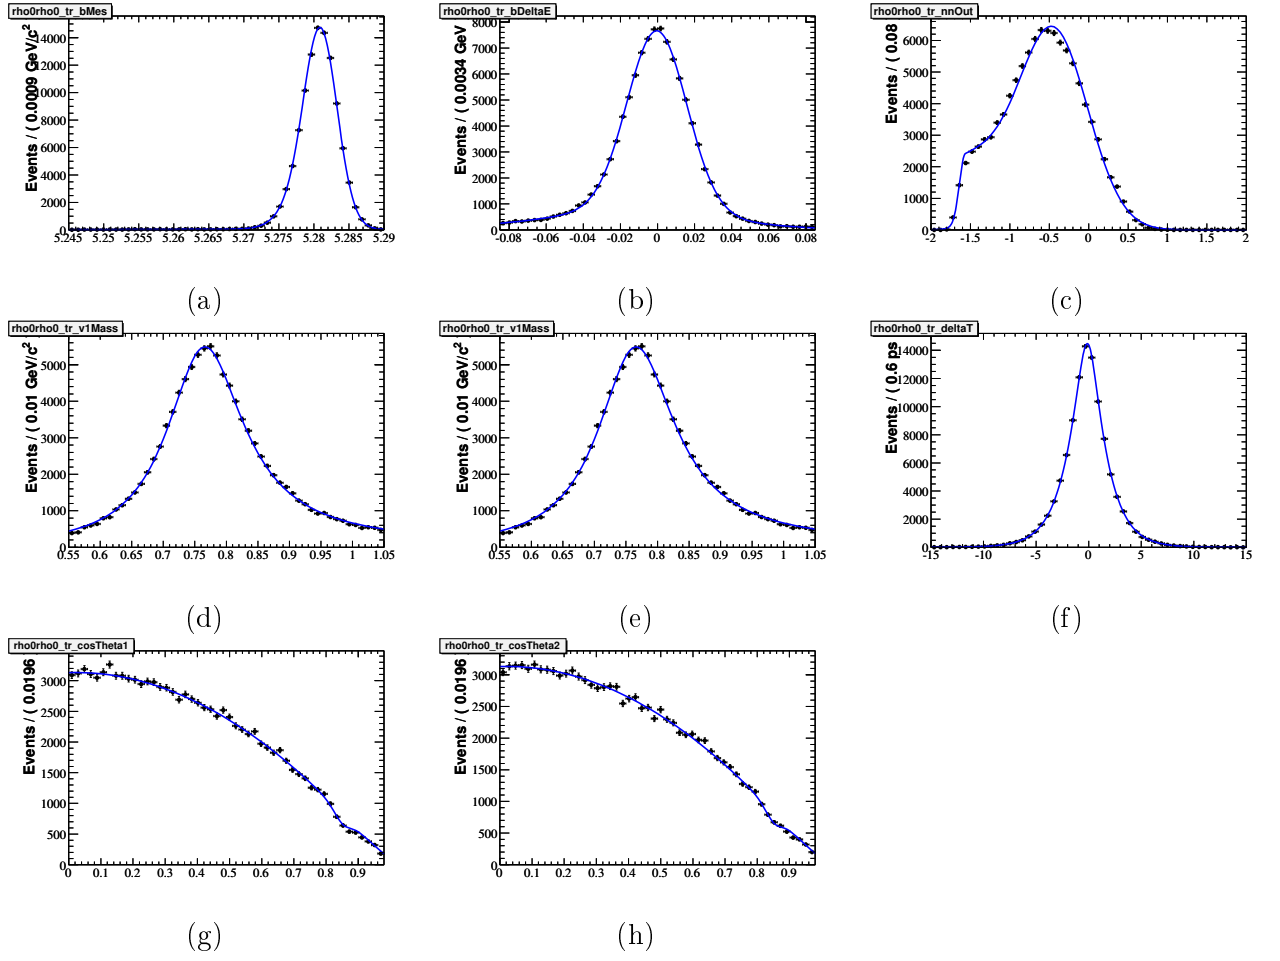 rho0rho0_tr_bMes
Events / ( 0.0009 GeV/c²
14000
12000
10000
8000
6000
4000
2000
0
5.245 5.25 5.255 5.26 5.265 5.27 5.275 5.28 5.285 5.29
(a)
rho0rho0_tr_bDeltaE
Events / ( 0.0034 GeV
8000
7000
6000
5000
4000
3000
2000
1000
0
-0.08 -0.06 -0.04 -0.02 0 0.02 0.04 0.06 0.08
(b)
rho0rho0_tr_nnOut
Events / ( 0.08
6000
5000
4000
3000
2000
1000
0
-2 -1.5 -1 -0.5 0 0.5 1 1.5 2
(c)
rho0rho0_tr_v1Mass
Events / ( 0.01 GeV/c²
5000
4000
3000
2000
1000
0
0.55 0.6 0.65 0.7 0.75 0.8 0.85 0.9 0.95 1 1.05
(d)
rho0rho0_tr_v1Mass
Events / ( 0.01 GeV/c²
5000
4000
3000
2000
1000
0
0.55 0.6 0.65 0.7 0.75 0.8 0.85 0.9 0.95 1 1.05
(e)
rho0rho0_tr_deltaT
Events / ( 0.6 ps
14000
12000
10000
8000
6000
4000
2000
0
-15 -10 -5 0 5 10 15
(f)
rho0rho0_tr_cosTheta1
Events / ( 0.0196
3000
2500
2000
1500
1000
500
0
0 0.1 0.2 0.3 0.4 0.5 0.6 0.7 0.8 0.9
(g)
rho0rho0_tr_cosTheta2
Events / ( 0.0196
3000
2500
2000
1500
1000
500
0
0 0.1 0.2 0.3 0.4 0.5 0.6 0.7 0.8 0.9
(h)